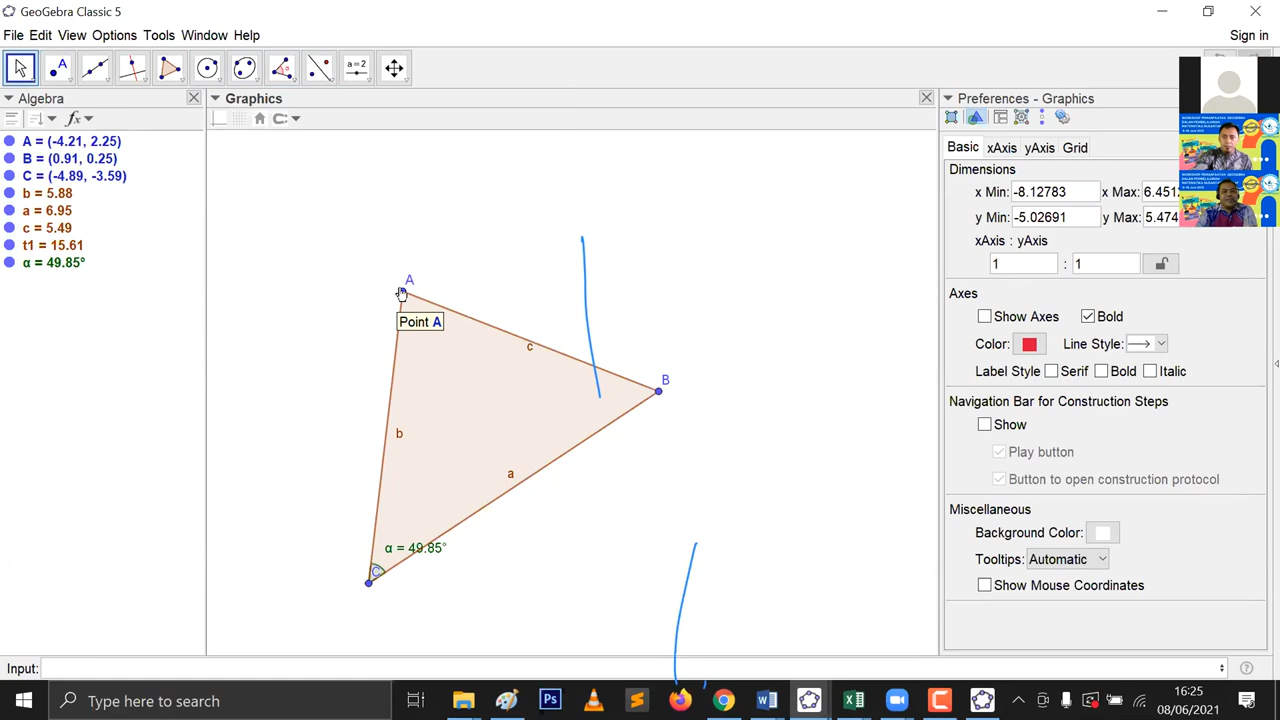 GeoGebra Classic 5
File Edit View Options Tools Window Help
Sign in
A
a=2
Algebra
Graphics
Preferences - Graphics
fx
A = (-4.21, 2.25)
B = (0.91, 0.25)
C = (-4.89, -3.59)
b = 5.88
a = 6.95
c = 5.49
t1 = 15.61
α = 49.85°
A
Point A
c
B
b
a
α = 49.85°
C
Basic xAxis yAxis Grid
Dimensions
x Min: -8.12783 x Max: 6.451
y Min: -5.02691 y Max: 5.474
xAxis : yAxis
1 : 1
Axes
Show Axes Bold
Color: Line Style:
Label Style Serif Bold Italic
Navigation Bar for Construction Steps
Show
Play button
Button to open construction protocol
Miscellaneous
Background Color:
Tooltips: Automatic
Show Mouse Coordinates
Input:
Type here to search
Ps
16:25
08/06/2021